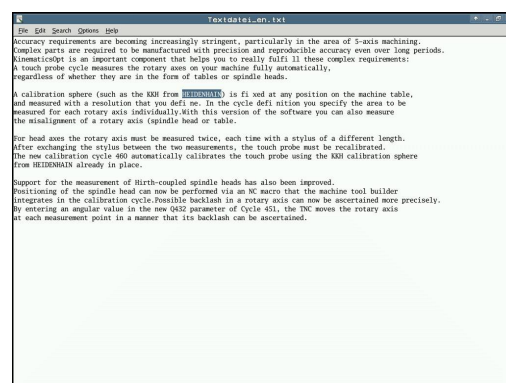 Textdatei_en.txt
File Edit Search Options Help
Accuracy requirements are becoming increasingly stringent, particularly in the area of 5-axis machining.
Complex parts are required to be manufactured with precision and reproducible accuracy even over long periods.
KinematicsOpt is an important component that helps you to really fulfi ll these complex requirements:
A touch probe cycle measures the rotary axes on your machine fully automatically,
regardless of whether they are in the form of tables or spindle heads.
A calibration sphere (such as the KKH from HEIDENHAIN) is fi xed at any position on the machine table,
and measured with a resolution that you defi ne. In the cycle defi nition you specify the area to be
measured for each rotary axis individually.With this version of the software you can also measure
the misalignment of a rotary axis (spindle head or table.
For head axes the rotary axis must be measured twice, each time with a stylus of a different length.
After exchanging the stylus between the two measurements, the touch probe must be recalibrated.
The new calibration cycle 460 automatically calibrates the touch probe using the KKH calibration sphere
from HEIDENHAIN already in place.
Support for the measurement of Hirth-coupled spindle heads has also been improved.
Positioning of the spindle head can now be performed via an NC macro that the machine tool builder
integrates in the calibration cycle.Possible backlash in a rotary axis can now be ascertained more precisely.
By entering an angular value in the new Q432 parameter of Cycle 451, the TNC moves the rotary axis
at each measurement point in a manner that its backlash can be ascertained.